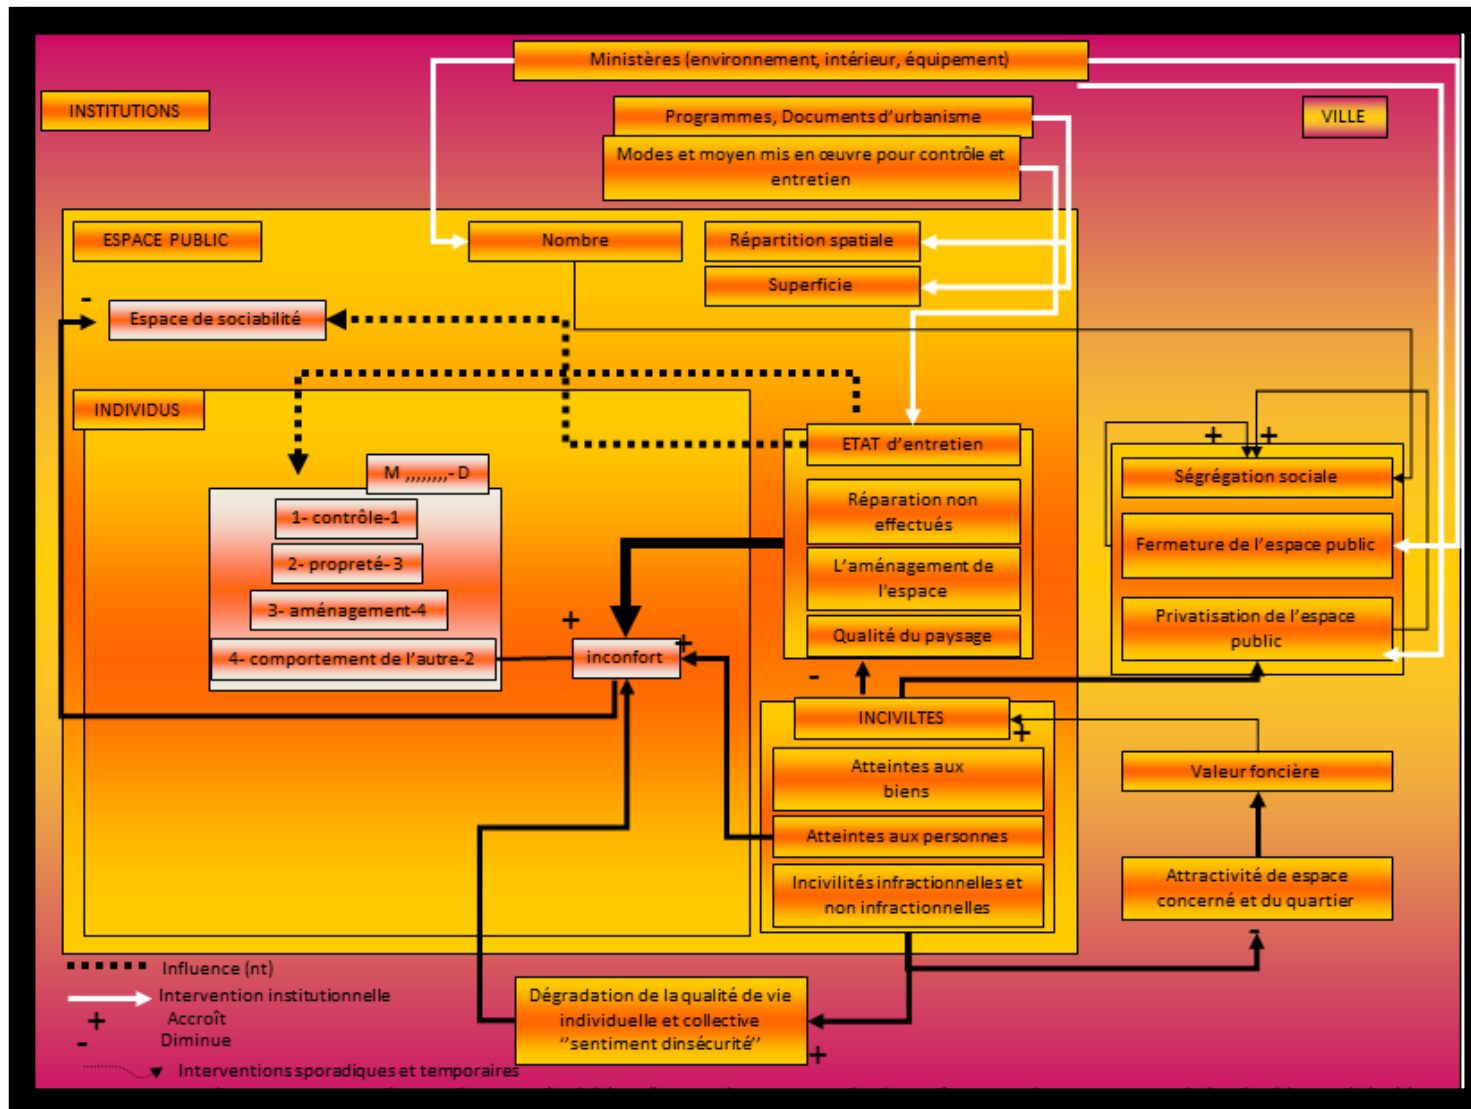 Ministères (environnement, intérieur, équipement)
INSTITUTIONS
VILLE
Programmes, Documents d'urbanisme
Modes et moyen mis en œuvre pour contrôle et
entretien
ESPACE PUBLIC
Nombre
Répartition spatiale
Superficie
-
Espace de sociabilité
INDIVIDUS
ETAT d'entretien
+ +
Ségrégation sociale
M ,,,,,,,,,- D
1- contrôle-1
Réparation non
effectués
Fermeture de l'espace public
2- propreté- 3
L'aménagement de
l'espace
3- aménagement-4
Privatisation de l'espace
public
Qualité du paysage
+
+
4- comportement de l'autre-2
inconfort
-
INCIVILTES
+
Atteintes aux
biens
Valeur foncière
Atteintes aux personnes
Incivilités infractionnelles et
non infractionnelles
Attractivité de espace
concerné et du quartier
-
Influence (nt)
Intervention institutionnelle
+ Accroît
- Diminue
Interventions sporadiques et temporaires
Dégradation de la qualité de vie
individuelle et collective
‘‘sentiment dinsécurité’’
+